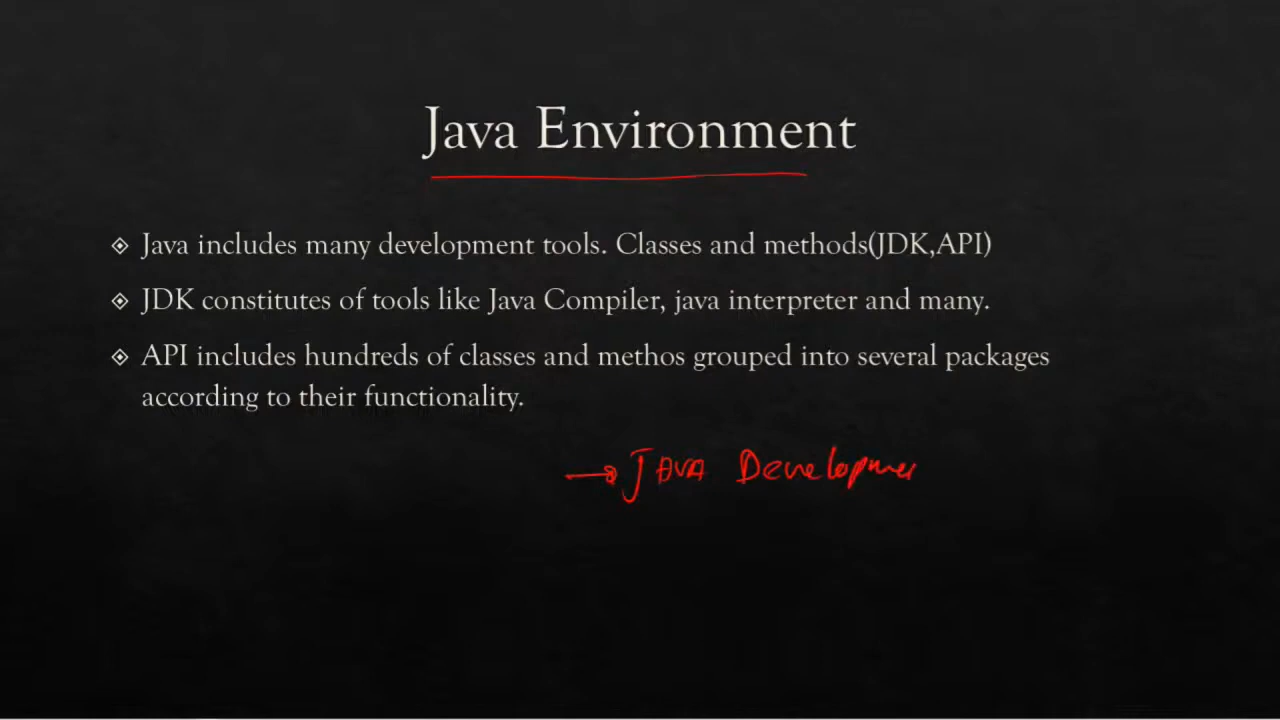 Java Environment
Java includes many development tools. Classes and methods(JDK,API)
JDK constitutes of tools like Java Compiler, java interpreter and many.
API includes hundreds of classes and methos grouped into several packages
according to their functionality.
JAVA Developmer